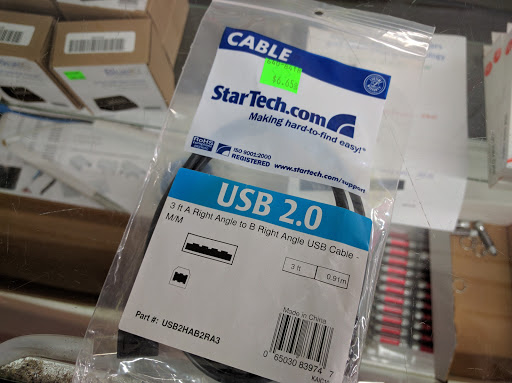 CABLE
$6.65
StarTech.com
Making hard-to-find easy!
RoHS
ISO 9001:2000
REGISTERED
www.startech.com/support
USB 2.0
3 ft A Right Angle to B Right Angle USB Cable -
M/M
3 ft
0.91m
Part #: USB2HAB2RA3
Made in China
0 65030 83974 7